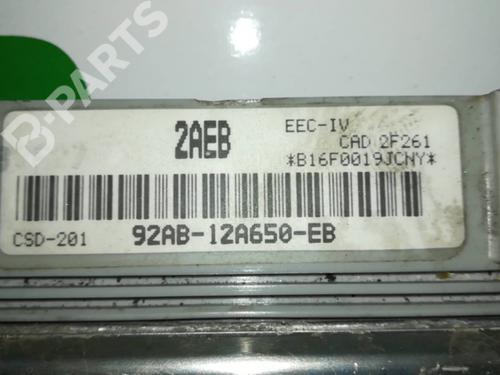 B-PARTS
2AEB
EEC-IV
CAD 2F261
*B16F0019JCNY*
CSD-201
92AB-12A650-EB